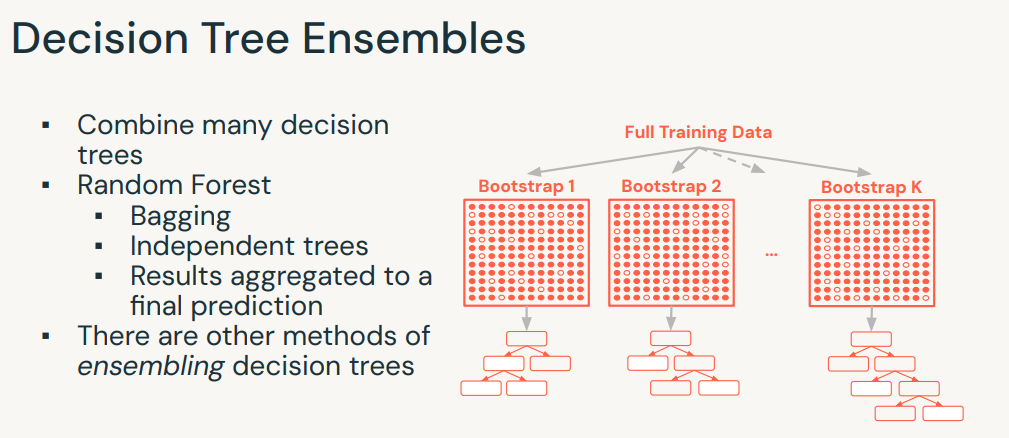 Decision Tree Ensembles
▪ Combine many decision
trees
▪ Random Forest
▪ Bagging
▪ Independent trees
▪ Results aggregated to a
final prediction
▪ There are other methods of
ensembling decision trees
Full Training Data
Bootstrap 1
Bootstrap 2
...
Bootstrap K